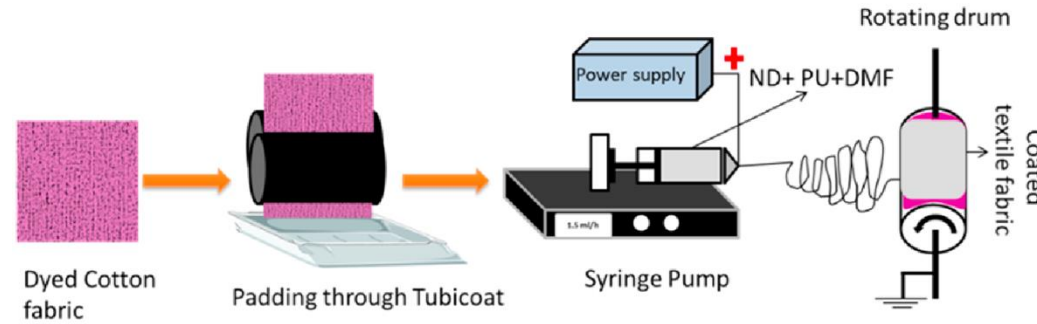 Rotating drum
Power supply
ND+ PU+DMF
Coated
textile fabric
1.5 ml/h
Dyed Cotton
fabric
Padding through Tubicoat
Syringe Pump